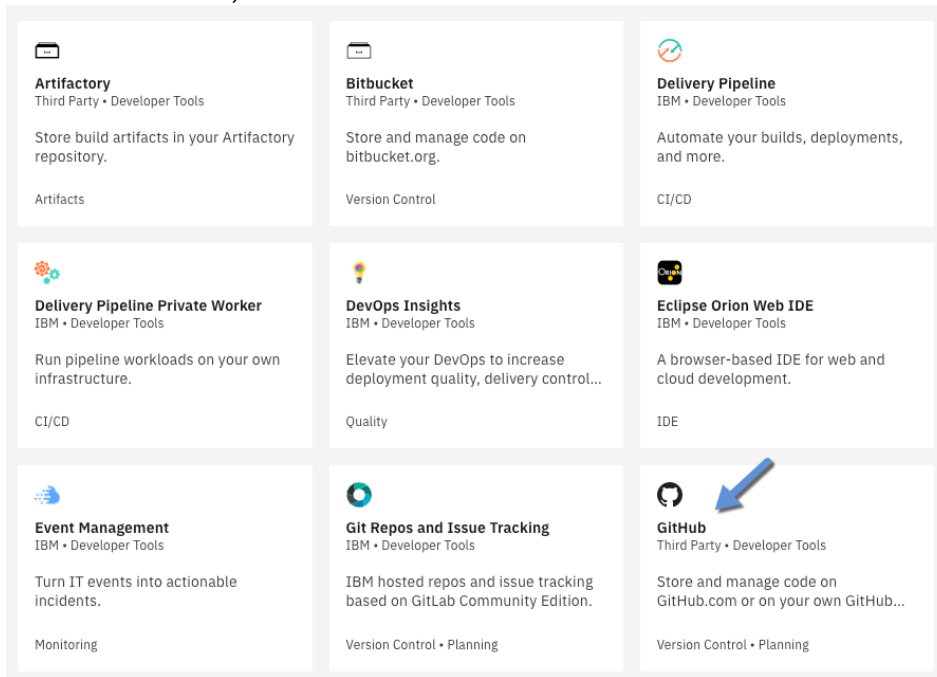 Artifactory
Third Party • Developer Tools
Store build artifacts in your Artifactory
repository.
Artifacts
Bitbucket
Third Party • Developer Tools
Store and manage code on
bitbucket.org.
Version Control
Delivery Pipeline
IBM • Developer Tools
Automate your builds, deployments,
and more.
CI/CD
Delivery Pipeline Private Worker
IBM • Developer Tools
Run pipeline workloads on your own
infrastructure.
CI/CD
DevOps Insights
IBM • Developer Tools
Elevate your DevOps to increase
deployment quality, delivery control...
Quality
ORION
Eclipse Orion Web IDE
IBM • Developer Tools
A browser-based IDE for web and
cloud development.
IDE
Event Management
IBM • Developer Tools
Turn IT events into actionable
incidents.
Monitoring
Git Repos and Issue Tracking
IBM • Developer Tools
IBM hosted repos and issue tracking
based on GitLab Community Edition.
Version Control • Planning
GitHub
Third Party • Developer Tools
Store and manage code on
GitHub.com or on your own GitHub...
Version Control • Planning